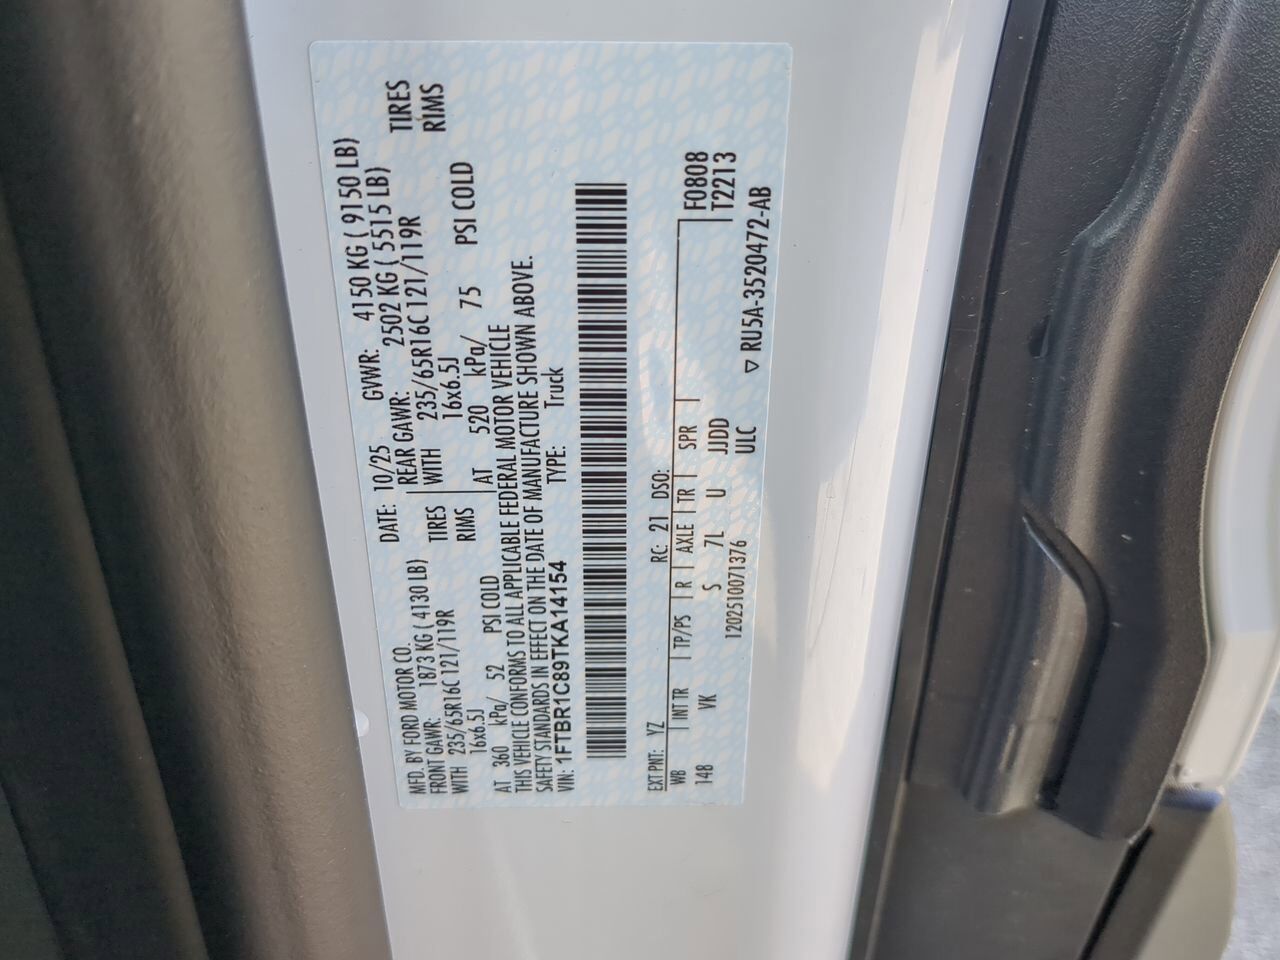 MFD. BY FORD MOTOR CO.
DATE: 10/25 GVWR: 4150 KG ( 9150 LB)
FRONT GAWR: 1873 KG ( 4130 LB) REAR GAWR: 2502 KG ( 5515 LB)
WITH 235/65R16C 121/119R TIRES WITH 235/65R16C 121/119R TIRES
16x6.5J RIMS 16x6.5J RIMS
AT 360 kPa/ 52 PSI COLD AT 520 kPa/ 75 PSI COLD
THIS VEHICLE CONFORMS TO ALL APPLICABLE FEDERAL MOTOR VEHICLE
SAFETY STANDARDS IN EFFECT ON THE DATE OF MANUFACTURE SHOWN ABOVE.
VIN: 1FTBR1C89TKA14154 TYPE: Truck
EXT PNT: YZ RC: 21 DSO:
WB INT TR TP/PS R AXLE TR SPR F0808
148 VK S 7L U JJDD T2213
120251007​1376 ULC ▽ RU5A-3520472-AB